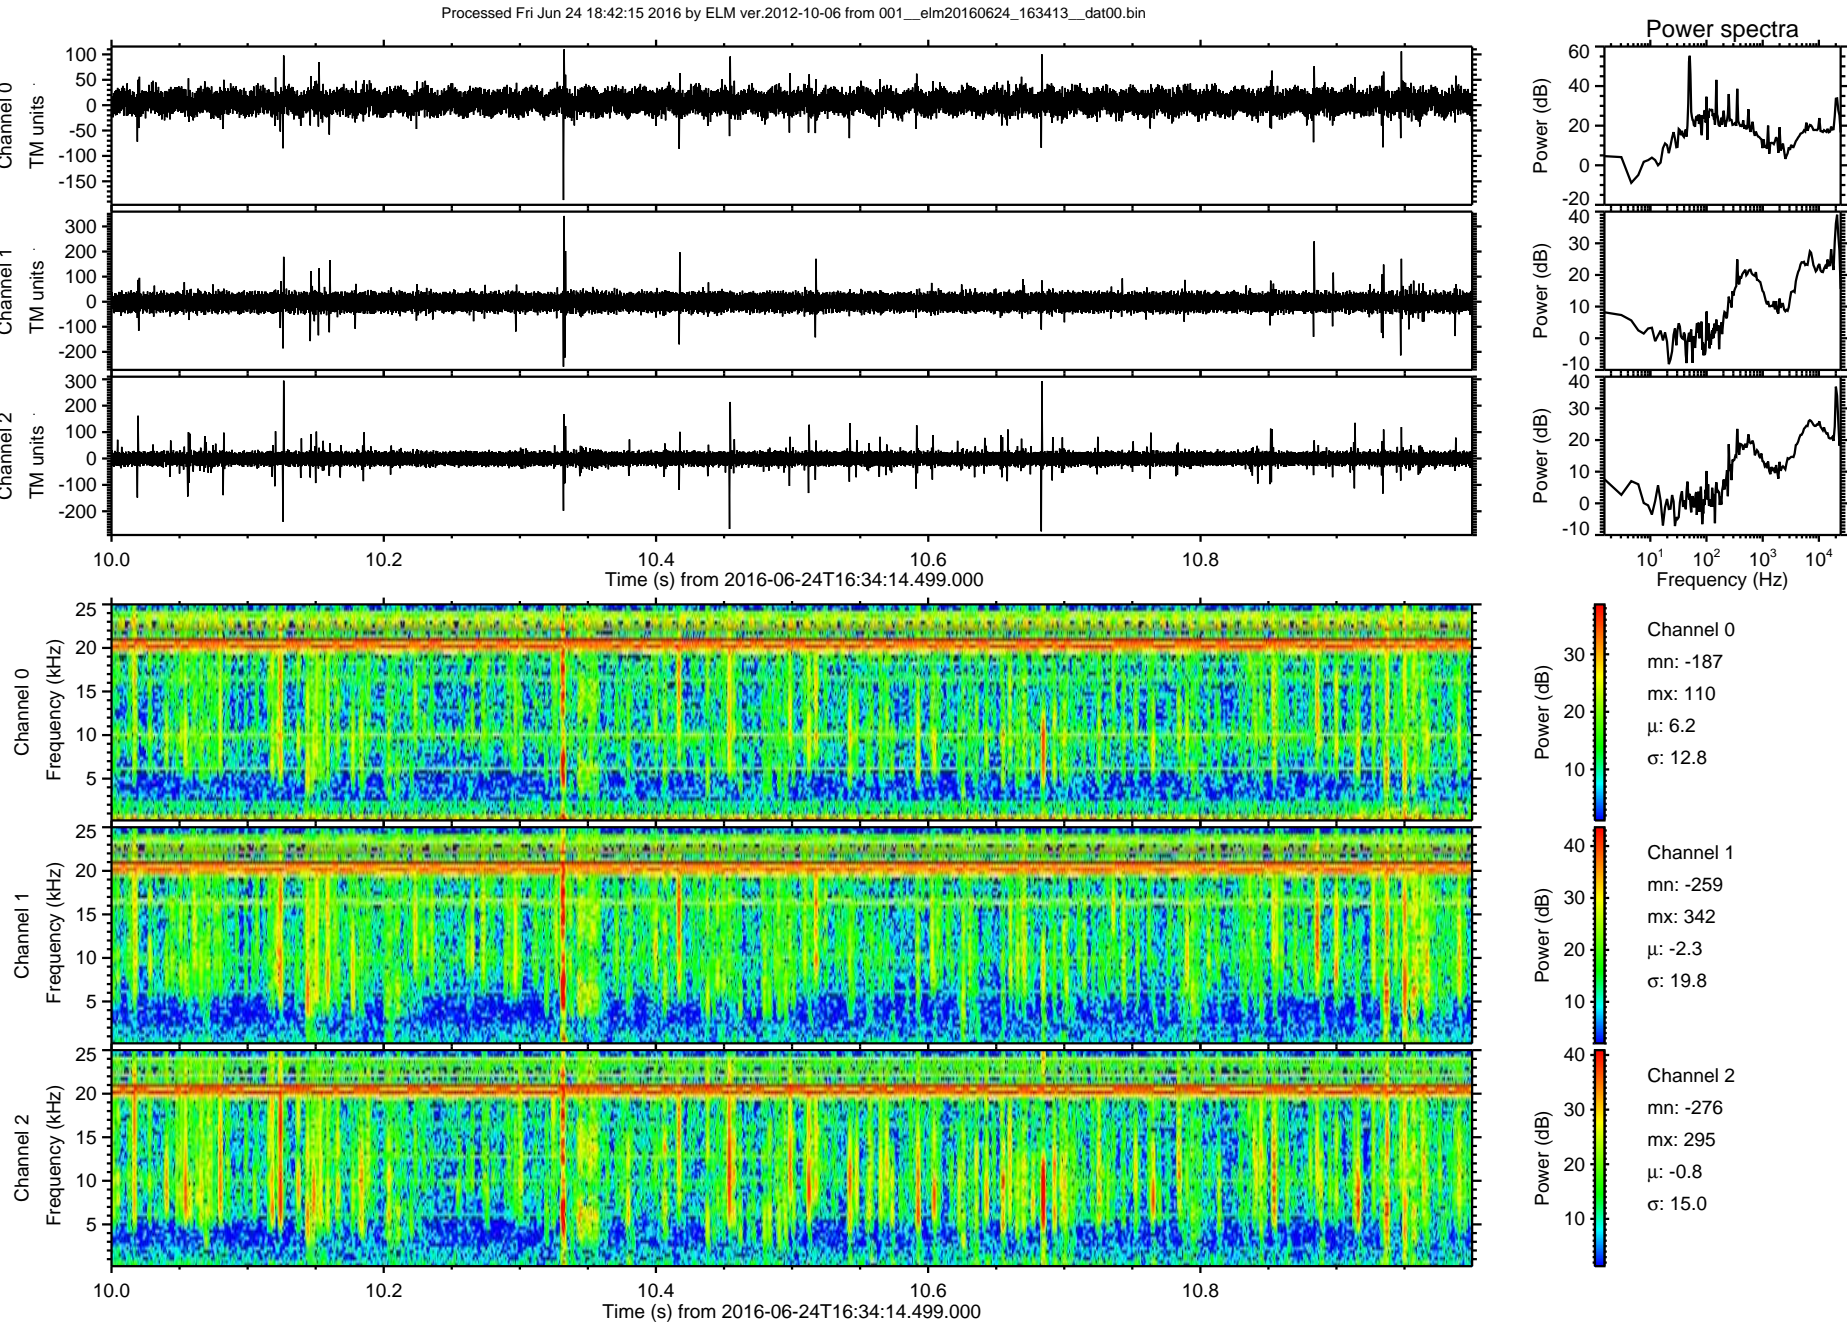 Processed Fri Jun 24 18:42:15 2016 by ELM ver.2012-10-06 from 001__elm20160624_163413__dat00.bin
Power spectra
Channel 0
TM units
100
50
0
-50
-100
-150
Power (dB)
60
40
20
0
-20
Channel 1
TM units
300
200
100
0
-100
-200
Power (dB)
40
30
20
10
0
-10
Channel 2
TM units
300
200
100
0
-100
-200
Power (dB)
40
30
20
10
0
-10
10.0 10.2 10.4 10.6 10.8
Time (s) from 2016-06-24T16:34:14.499.000
10¹ 10² 10³ 10⁴
Frequency (Hz)
Channel 0
Frequency (kHz)
25
20
15
10
5
Power (dB)
30
20
10
Channel 0
mn: -187
mx: 110
μ: 6.2
σ: 12.8
Channel 1
Frequency (kHz)
25
20
15
10
5
Power (dB)
40
30
20
10
Channel 1
mn: -259
mx: 342
μ: -2.3
σ: 19.8
Channel 2
Frequency (kHz)
25
20
15
10
5
Power (dB)
40
30
20
10
Channel 2
mn: -276
mx: 295
μ: -0.8
σ: 15.0
10.0 10.2 10.4 10.6 10.8
Time (s) from 2016-06-24T16:34:14.499.000